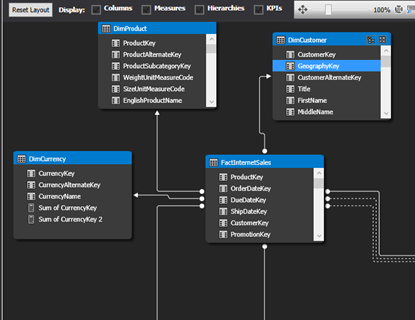 Reset Layout Display: Columns Measures Hierarchies KPIs 100%
DimProduct
ProductKey
ProductAlternateKey
ProductSubcategoryKey
WeightUnitMeasureCode
SizeUnitMeasureCode
EnglishProductName
DimCustomer
CustomerKey
GeographyKey
CustomerAlternateKey
Title
FirstName
MiddleName
DimCurrency
CurrencyKey
CurrencyAlternateKey
CurrencyName
Sum of CurrencyKey
Sum of CurrencyKey 2
FactInternetSales
ProductKey
OrderDateKey
DueDateKey
ShipDateKey
CustomerKey
PromotionKey